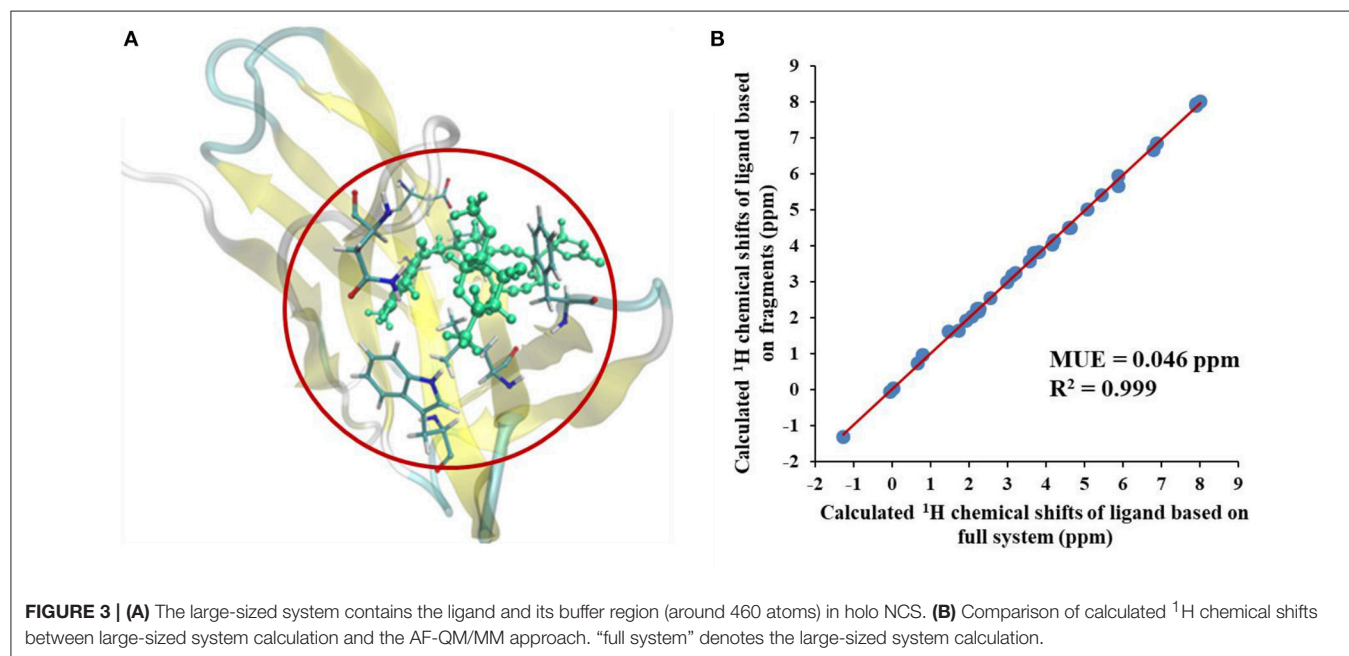 A
B
9
8
7
6
5
4
3
2
1
0
-1
-2
-2 -1 0 1 2 3 4 5 6 7 8 9
Calculated ¹H chemical shifts of ligand based
on fragments (ppm)
MUE = 0.046 ppm
R² = 0.999
Calculated ¹H chemical shifts of ligand based on
full system (ppm)
FIGURE 3 | (A) The large-sized system contains the ligand and its buffer region (around 460 atoms) in holo NCS. (B) Comparison of calculated ¹H chemical shifts
between large-sized system calculation and the AF-QM/MM approach. “full system” denotes the large-sized system calculation.